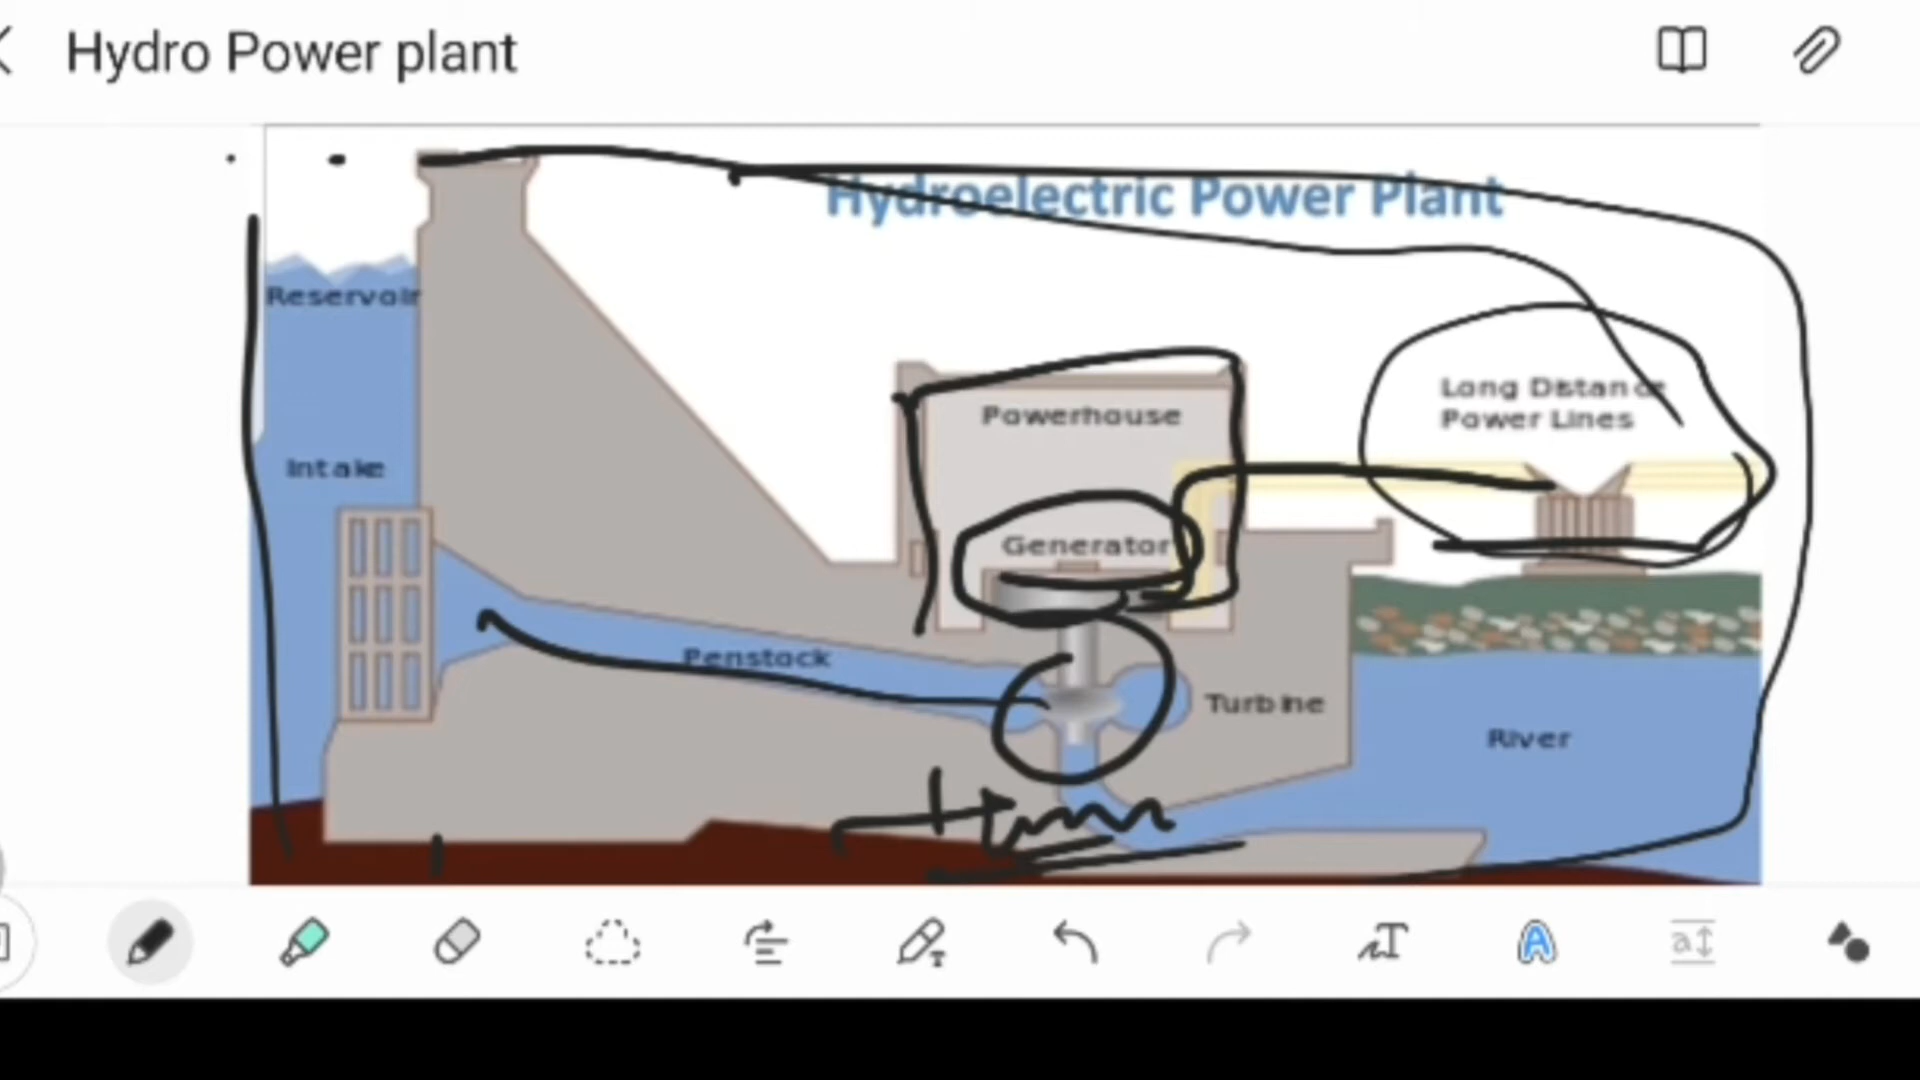 Hydro Power plant
Hydroelectric Power Plant
Reservoir
Long Distance
Power Lines
Powerhouse
Intake
Generator
Penstock
Turbine
River